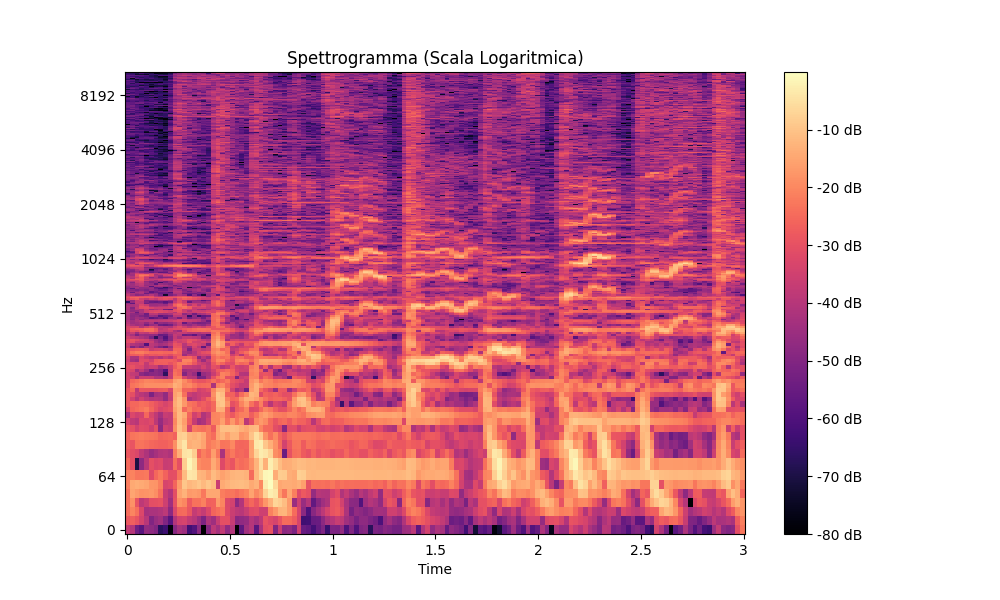 Spettrogramma (Scala Logaritmica)
Hz
8192
4096
2048
1024
512
256
128
64
0
0
0.5
1
1.5
2
2.5
3
Time
-10 dB
-20 dB
-30 dB
-40 dB
-50 dB
-60 dB
-70 dB
-80 dB